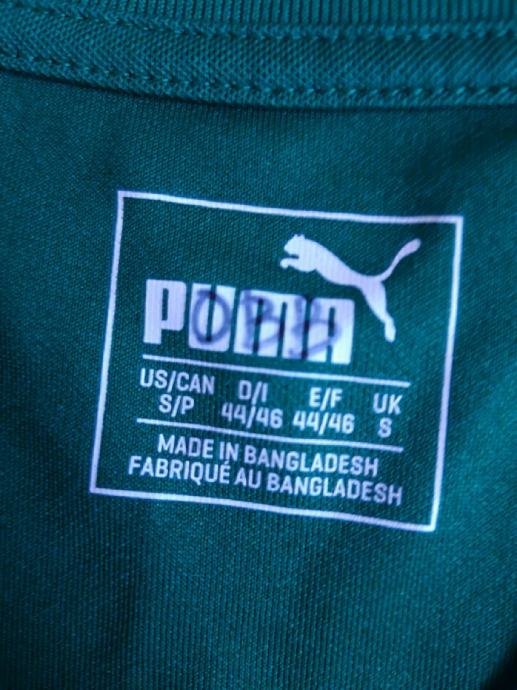 PUMA
US/CAN D/I E/F UK
S/P 44/46 44/46 S
MADE IN BANGLADESH
FABRIQUÉ AU BANGLADESH